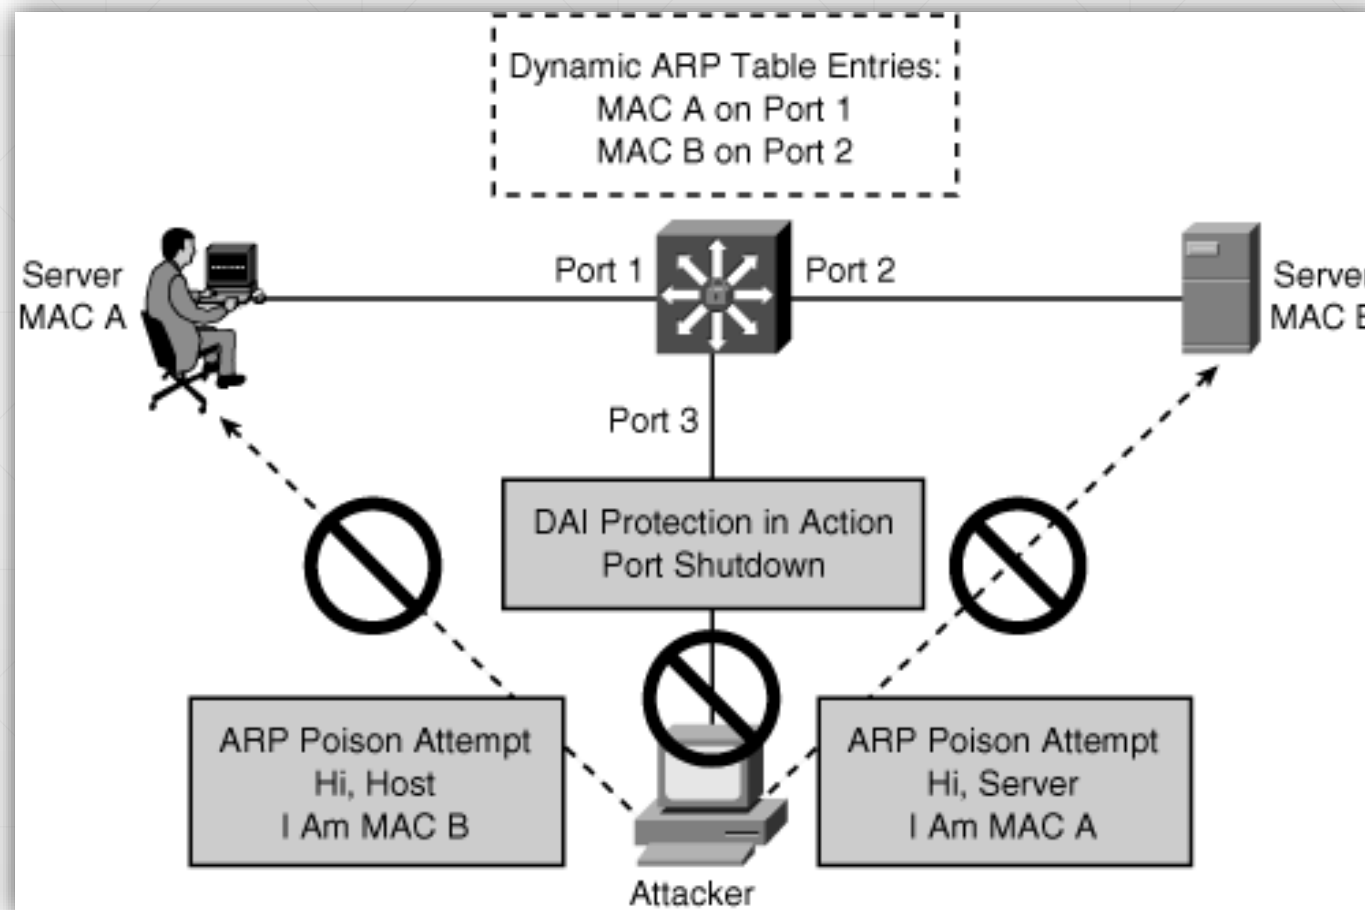 Dynamic ARP Table Entries:
MAC A on Port 1
MAC B on Port 2
Server
MAC A
Port 1
Port 2
Server
MAC
Port 3
DAI Protection in Action
Port Shutdown
ARP Poison Attempt
Hi, Host
I Am MAC B
ARP Poison Attempt
Hi, Server
I Am MAC A
Attacker